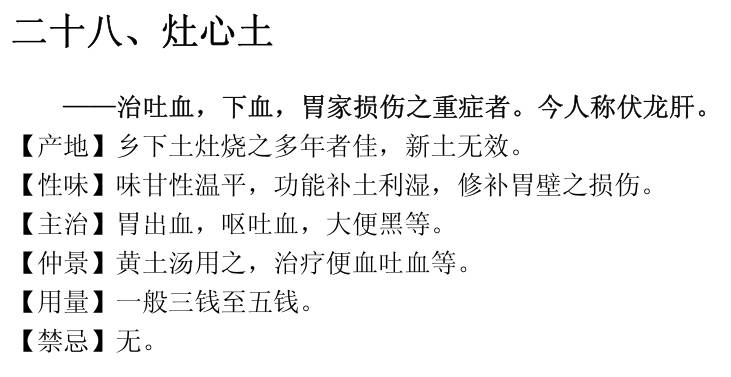 二十八、灶心土
——治吐血，下血，胃家损伤之重症者。今人称伏龙肝。
【产地】乡下土灶烧之多年者佳，新土无效。
【性味】味甘性温平，功能补土利湿，修补胃壁之损伤。
【主治】胃出血，呕吐血，大便黑等。
【仲景】黄土汤用之，治疗便血吐血等。
【用量】一般三钱至五钱。
【禁忌】无。